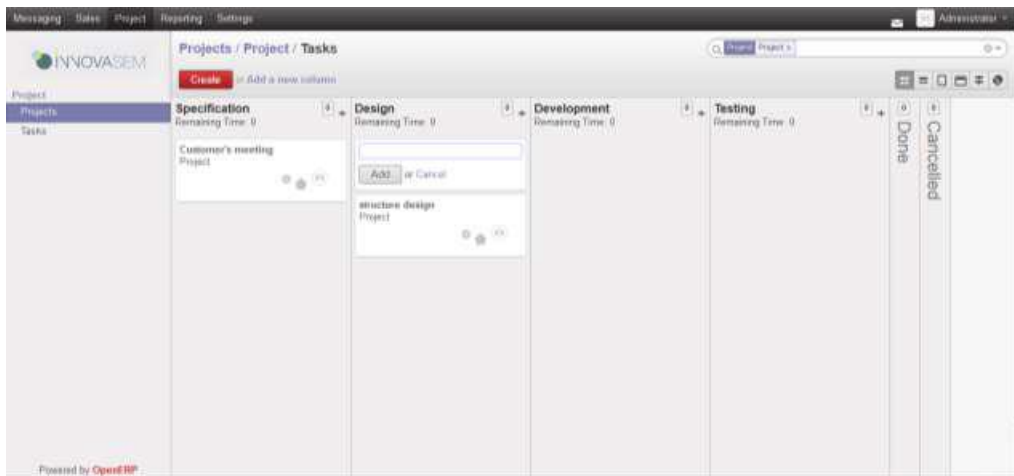 Messaging Sales Project Reporting Settings
Administrator
INNOVASEM
Projects / Project / Tasks
Project Project x
Create or Add a new column
Project
Projects
Tasks
Specification
Remaining Time: 0
Design
Remaining Time: 0
Development
Remaining Time: 0
Testing
Remaining Time: 0
Done
Cancelled
Customer's meeting
Project
Add or Cancel
structure design
Project
Powered by OpenERP